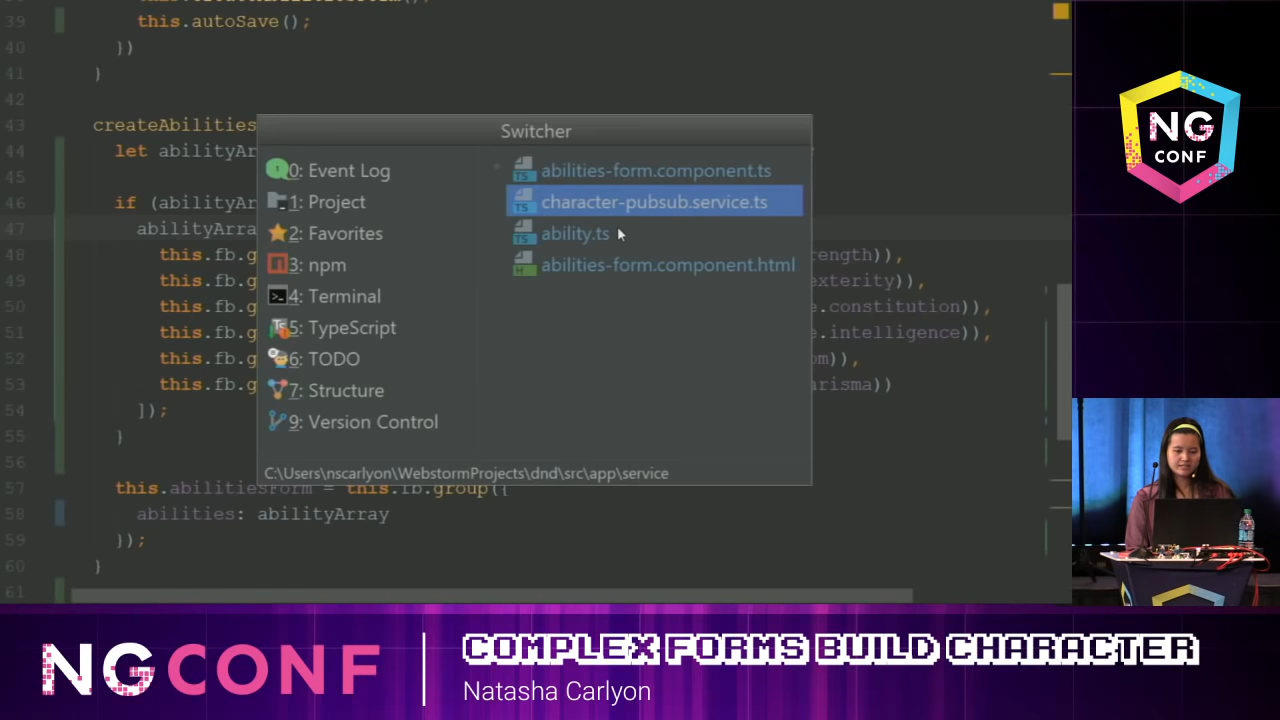 39 this.autoSave();
40 })
41 }
42
43 createAbilities
44 let abilityAr
45
46 if (abilityAr
47 abilityArra
48 this.fb.g rength)),
49 this.fb.g exterity)),
50 this.fb.g e.constitution)),
51 this.fb.g e.intelligence)),
52 this.fb.g om)),
53 this.fb.g arisma))
54 ]);
55 }
56
57 this.abilitiesForm = this.fb.group({
58 abilities: abilityArray
59 });
60 }
61
Switcher
0: Event Log
1: Project
2: Favorites
3: npm
4: Terminal
5: TypeScript
6: TODO
7: Structure
9: Version Control
abilities-form.component.ts
character-pubsub.service.ts
ability.ts
abilities-form.component.html
C:\Users\nscarlyon\WebstormProjects\dnd\src\app\service
NG
CONF
NGCONF
COMPLEX FORMS BUILD CHARACTER
Natasha Carlyon